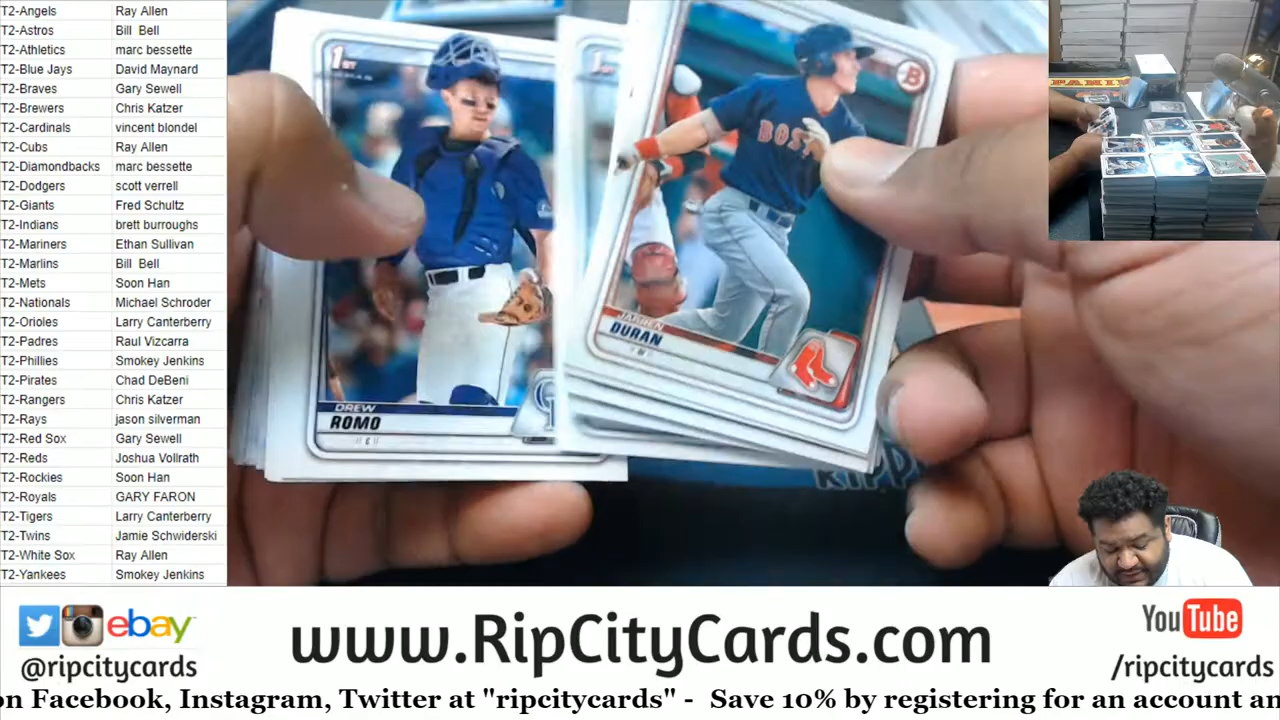 T2-Angels Ray Allen
T2-Astros Bill Bell
T2-Athletics marc bessette
T2-Blue Jays David Maynard
T2-Braves Gary Sewell
T2-Brewers Chris Katzer
T2-Cardinals vincent blondel
T2-Cubs Ray Allen
T2-Diamondbacks marc bessette
T2-Dodgers scott verrell
T2-Giants Fred Schultz
T2-Indians brett burroughs
T2-Mariners Ethan Sullivan
T2-Marlins Bill Bell
T2-Mets Soon Han
T2-Nationals Michael Schroder
T2-Orioles Larry Canterberry
T2-Padres Raul Vizcarra
T2-Phillies Smokey Jenkins
T2-Pirates Chad DeBeni
T2-Rangers Chris Katzer
T2-Rays jason silverman
T2-Red Sox Gary Sewell
T2-Reds Joshua Vollrath
T2-Rockies Soon Han
T2-Royals GARY FARON
T2-Tigers Larry Canterberry
T2-Twins Jamie Schwiderski
T2-White Sox Ray Allen
T2-Yankees Smokey Jenkins
1ST
DREW
ROMO
B
BOS
JARREN
DURAN
RIPP
PANINI
ebay
@ripcitycards
www.RipCityCards.com
YouTube
/ripcitycards
on Facebook, Instagram, Twitter at "ripcitycards" - Save 10% by registering for an account an